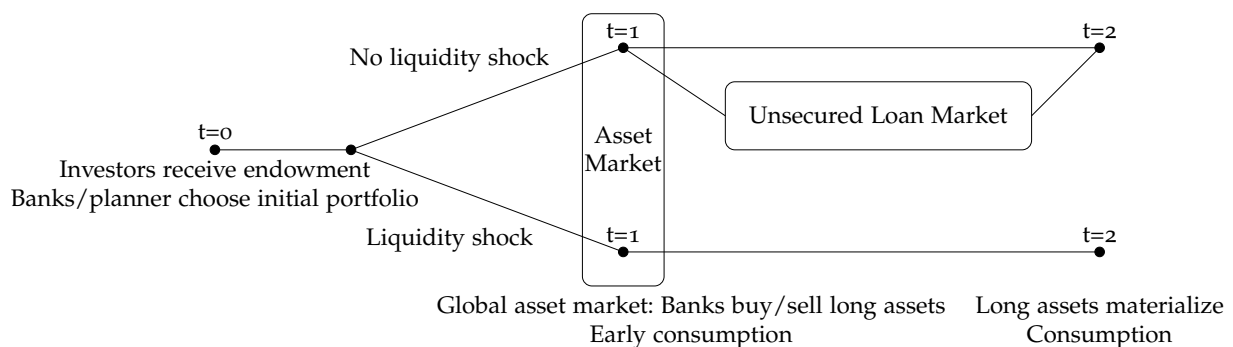 t=1
t=2
No liquidity shock
Unsecured Loan Market
t=0
Asset
Market
Investors receive endowment
Banks/planner choose initial portfolio
Liquidity shock
t=1
t=2
Global asset market: Banks buy/sell long assets
Early consumption
Long assets materialize
Consumption